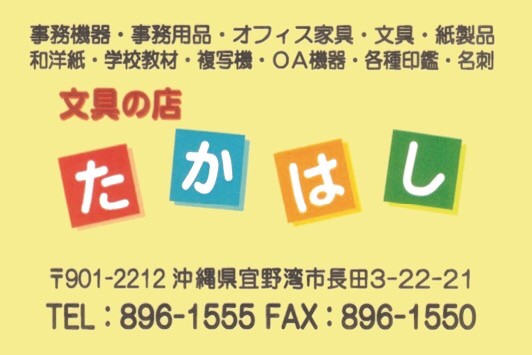 事務機器・事務用品・オフィス家具・文具・紙製品
和洋紙・学校教材・複写機・OA機器・各種印鑑・名刺
文具の店
たかはし
〒901-2212 沖縄県宜野湾市長田3-22-21
TEL：896-1555 FAX：896-1550